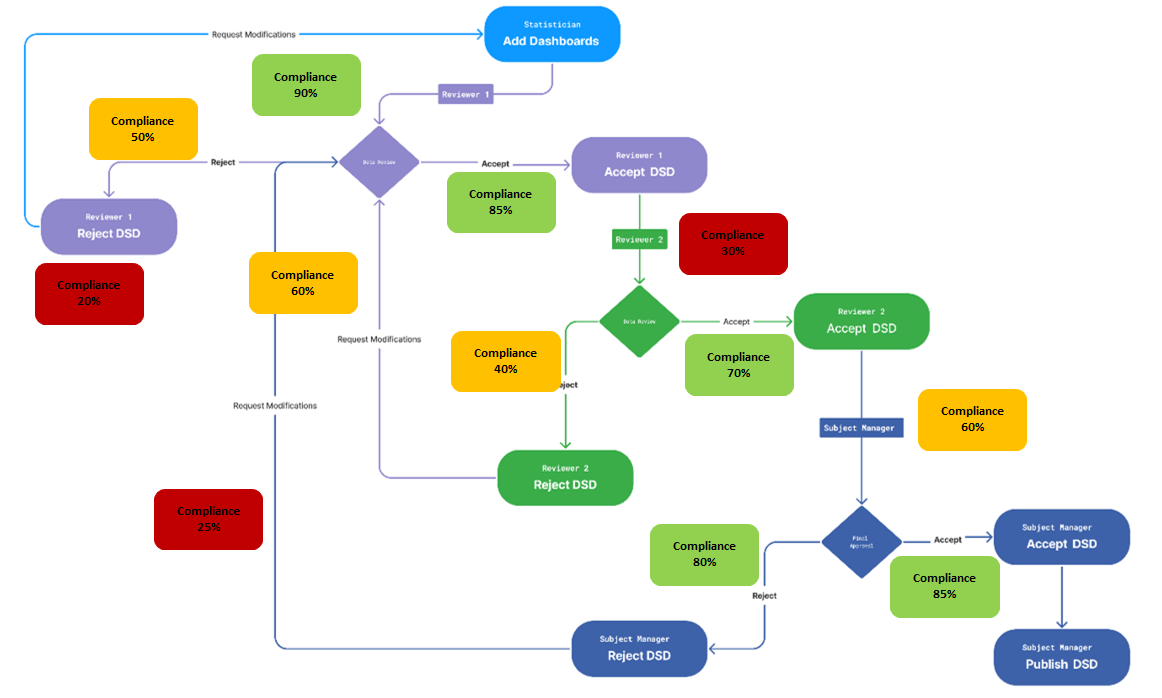 Statistician
Add Dashboards
Request Modifications
Compliance
90%
Reviewer 1
Compliance
50%
Reject
Data Review
Accept
Reviewer 1
Accept DSD
Compliance
85%
Reviewer 1
Reject DSD
Compliance
20%
Reviewer 2
Compliance
30%
Compliance
60%
Request Modifications
Data Review
Accept
Reviewer 2
Accept DSD
Compliance
40%
Compliance
70%
eject
Request Modifications
Subject Manager
Compliance
60%
Reviewer 2
Reject DSD
Compliance
25%
Final
Approval
Accept
Subject Manager
Accept DSD
Compliance
80%
Compliance
85%
Reject
Subject Manager
Reject DSD
Subject Manager
Publish DSD